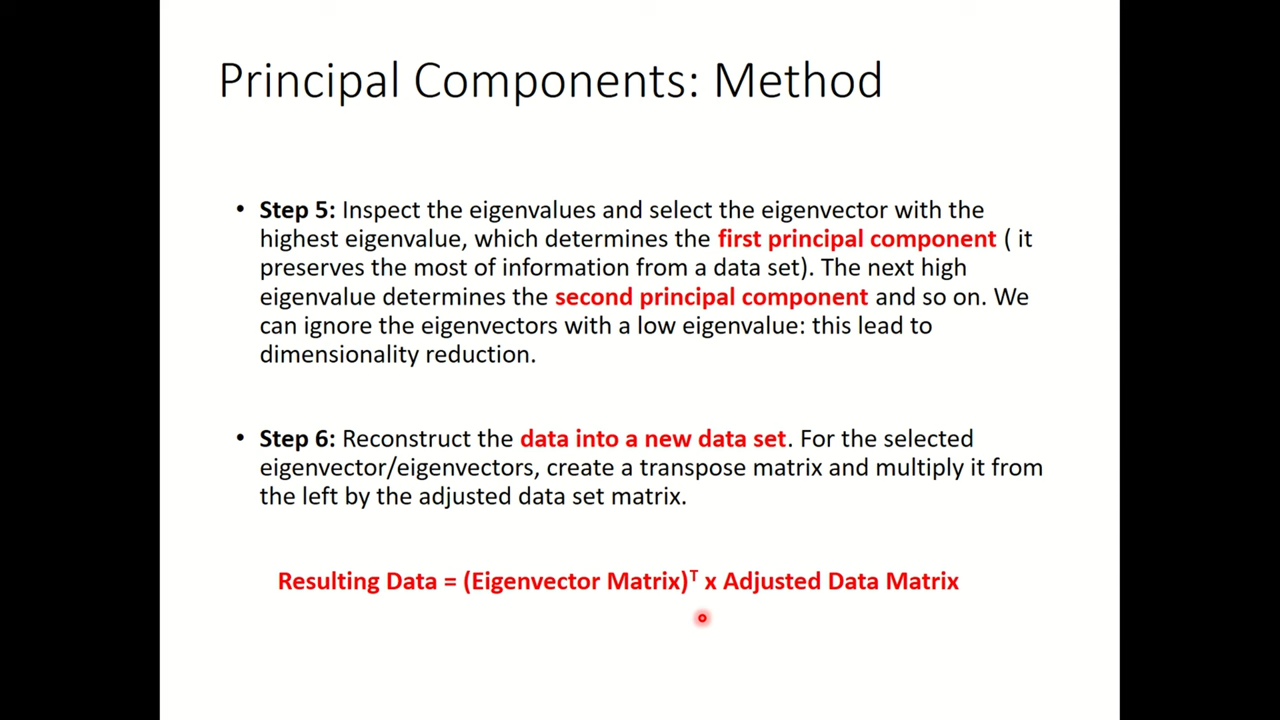 Principal Components: Method
• Step 5: Inspect the eigenvalues and select the eigenvector with the
highest eigenvalue, which determines the first principal component ( it
preserves the most of information from a data set). The next high
eigenvalue determines the second principal component and so on. We
can ignore the eigenvectors with a low eigenvalue: this lead to
dimensionality reduction.
• Step 6: Reconstruct the data into a new data set. For the selected
eigenvector/eigenvectors, create a transpose matrix and multiply it from
the left by the adjusted data set matrix.
Resulting Data = (Eigenvector Matrix)ᵀ x Adjusted Data Matrix